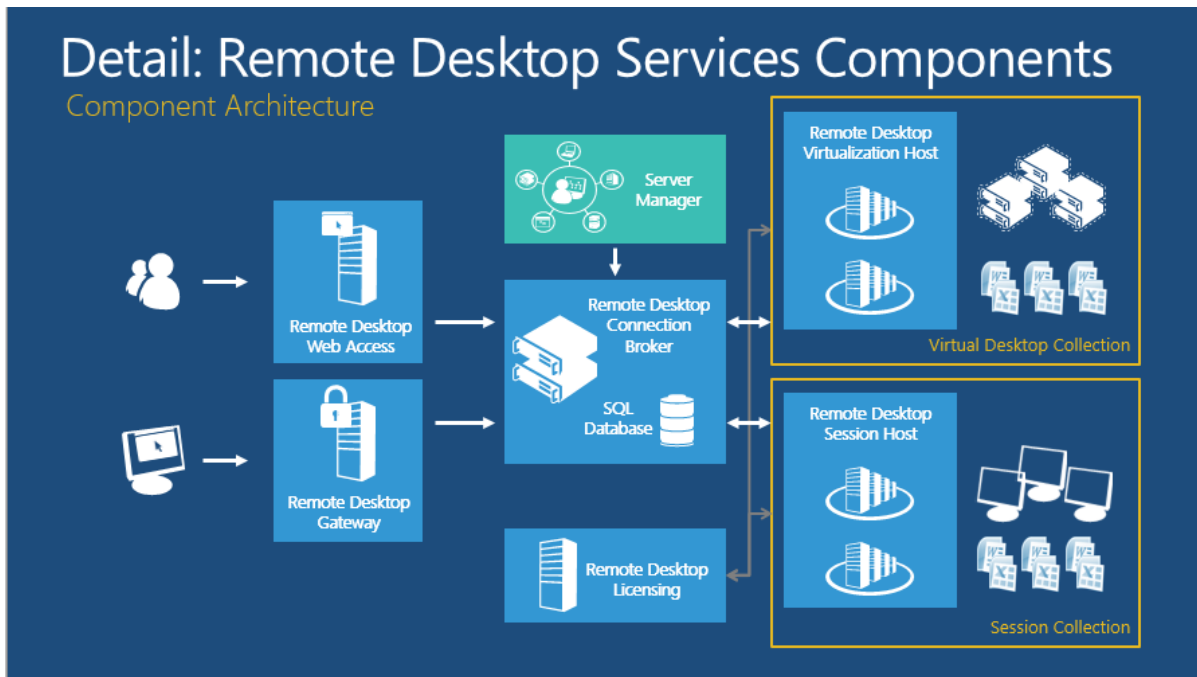 Detail: Remote Desktop Services Components
Component Architecture
Server
Manager
Remote Desktop
Web Access
Remote Desktop
Gateway
Remote Desktop
Connection
Broker
SQL
Database
Remote Desktop
Licensing
Remote Desktop
Virtualization Host
W
X
W
X
W
X
Virtual Desktop Collection
Remote Desktop
Session Host
W
X
W
X
W
X
Session Collection